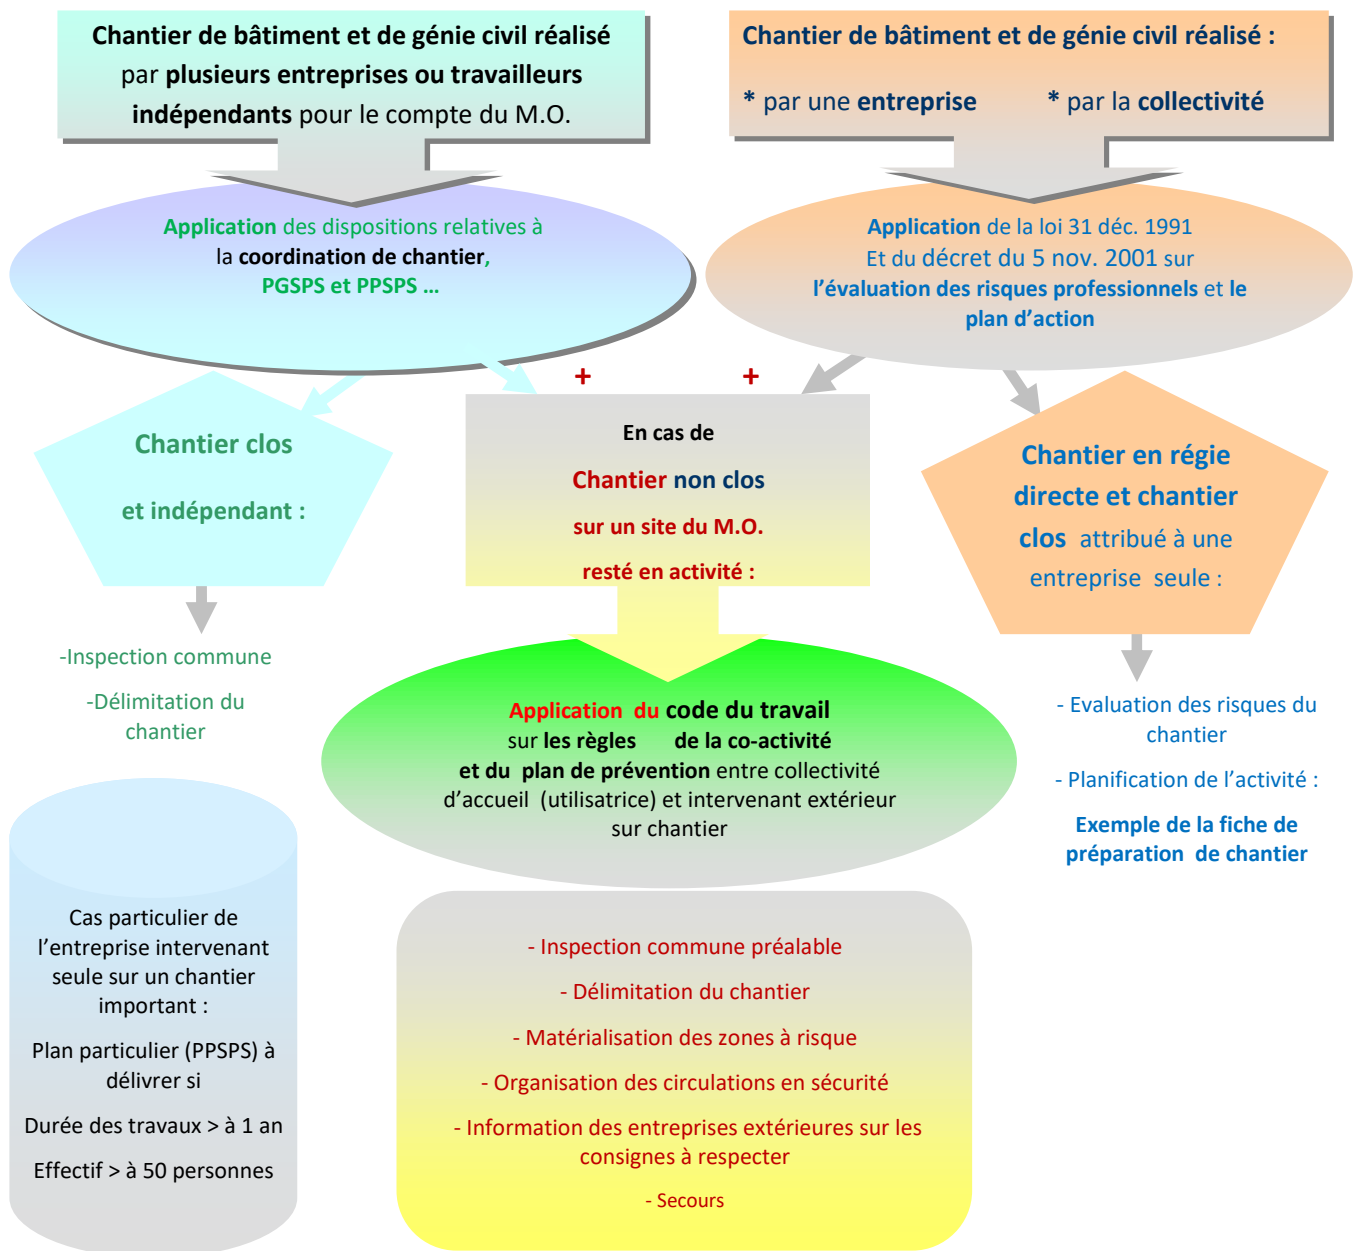 Chantier de bâtiment et de génie civil réalisé
par plusieurs entreprises ou travailleurs
indépendants pour le compte du M.O.
Chantier de bâtiment et de génie civil réalisé :
* par une entreprise * par la collectivité
Application des dispositions relatives à
la coordination de chantier,
PGSPS et PPSPS ...
Application de la loi 31 déc. 1991
Et du décret du 5 nov. 2001 sur
l'évaluation des risques professionnels et le
plan d'action
+ +
Chantier clos
et indépendant :
En cas de
Chantier non clos
sur un site du M.O.
resté en activité :
Chantier en régie
directe et chantier
clos attribué à une
entreprise seule :
-Inspection commune
-Délimitation du
chantier
Application du code du travail
sur les règles de la co-activité
et du plan de prévention entre collectivité
d'accueil (utilisatrice) et intervenant extérieur
sur chantier
- Evaluation des risques du
chantier
- Planification de l'activité :
Exemple de la fiche de
préparation de chantier
Cas particulier de
l'entreprise intervenant
seule sur un chantier
important :
Plan particulier (PPSPS) à
délivrer si
Durée des travaux > à 1 an
Effectif > à 50 personnes
- Inspection commune préalable
- Délimitation du chantier
- Matérialisation des zones à risque
- Organisation des circulations en sécurité
- Information des entreprises extérieures sur les
consignes à respecter
- Secours